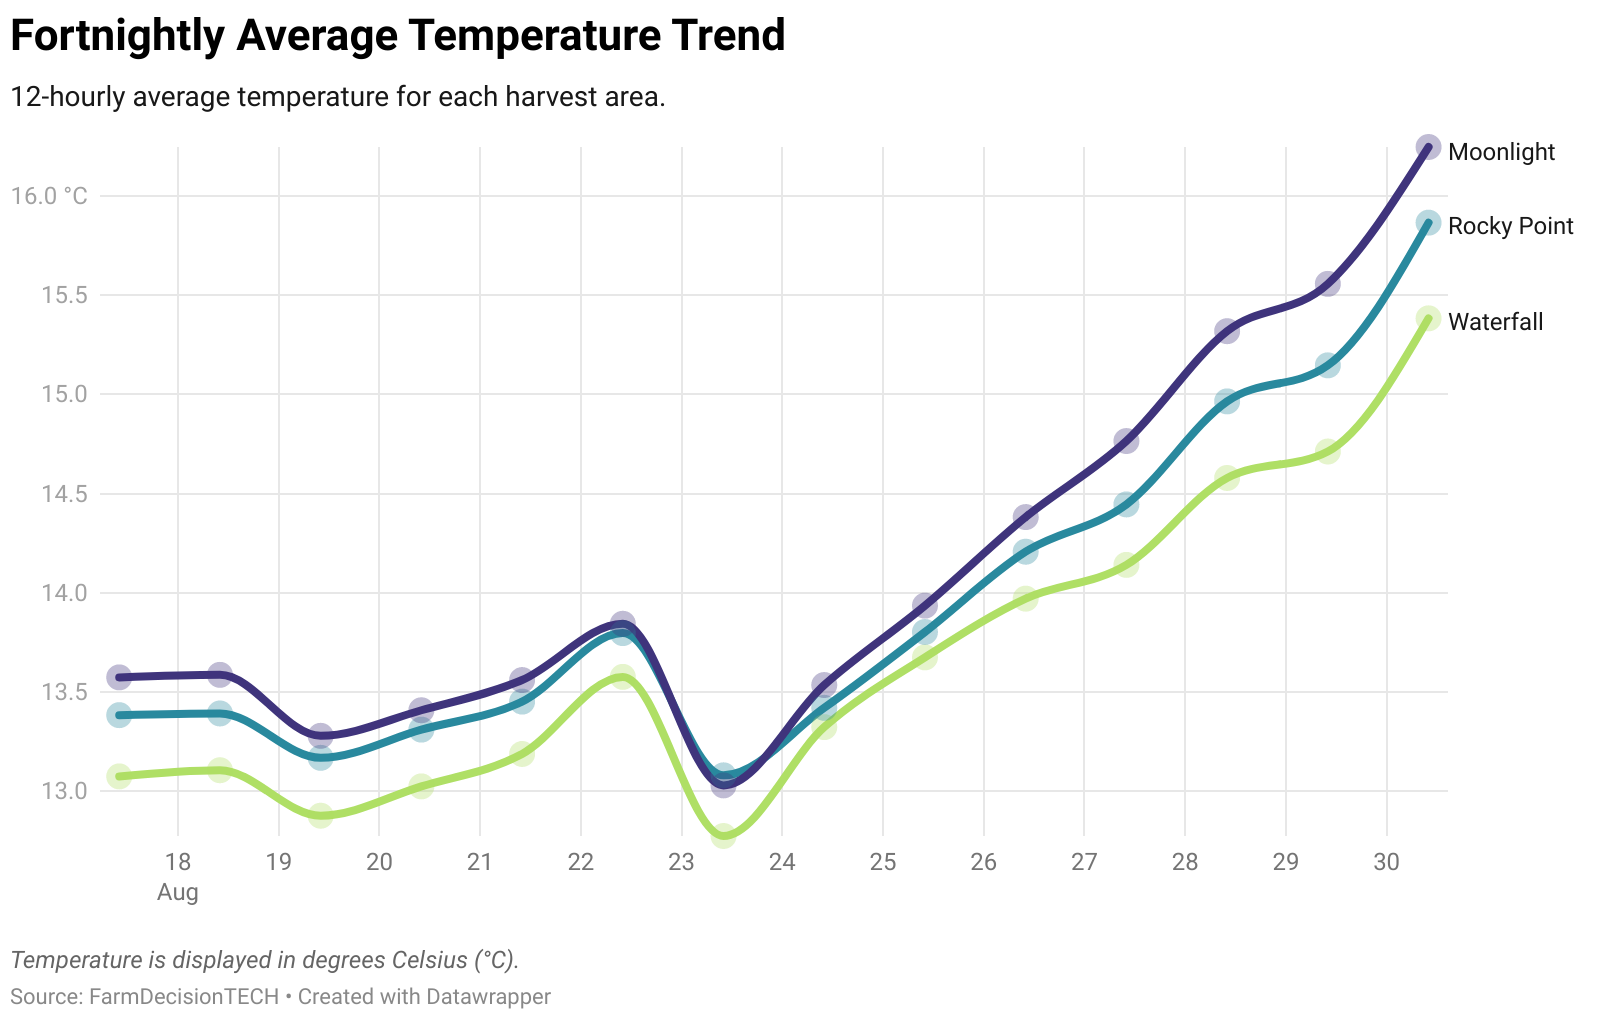 Fortnightly Average Temperature Trend
12-hourly average temperature for each harvest area.
Moonlight
16.0 °C
Rocky Point
15.5
Waterfall
15.0
14.5
14.0
13.5
13.0
18 19 20 21 22 23 24 25 26 27 28 29 30
Aug
Temperature is displayed in degrees Celsius (°C).
Source: FarmDecisionTECH • Created with Datawrapper